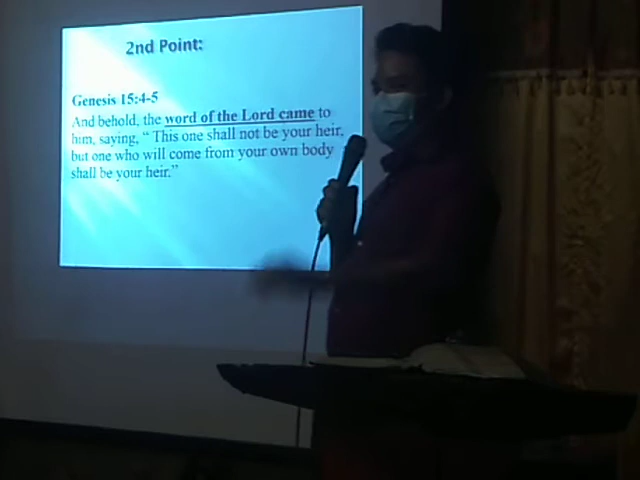 2nd Point:
Genesis 15:4-5
And behold, the word of the Lord came to
him, saying, “ This one shall not be your heir,
but one who will come from your own body
shall be your heir.”